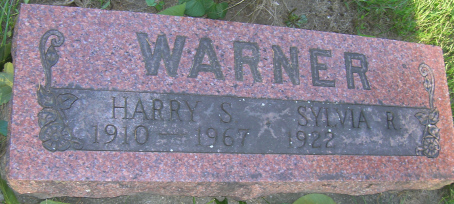 WARNER
HARRY S. SYLVIA R.
1910 — 1967 1922